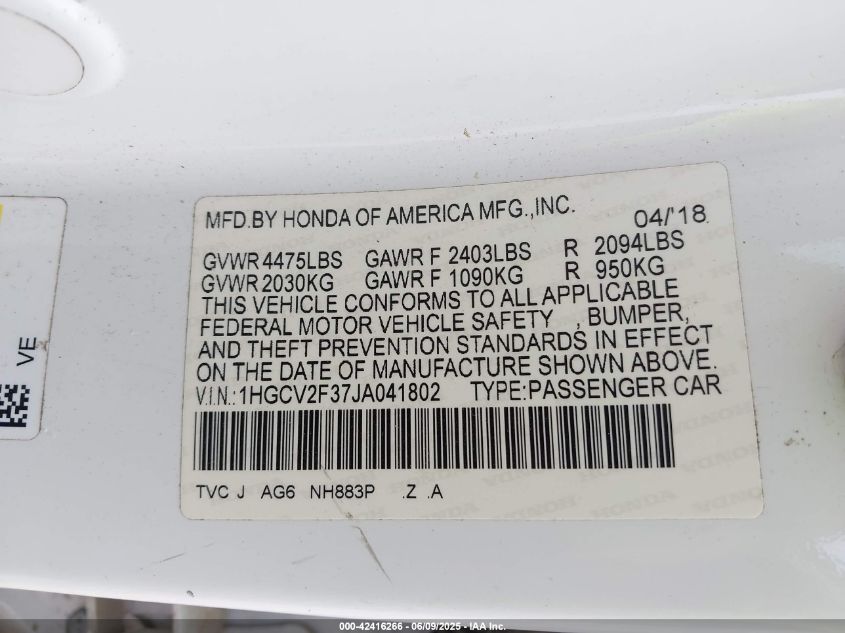 MFD.BY HONDA OF AMERICA MFG.,INC. 04/'18
GVWR 4475LBS GAWR F 2403LBS R 2094LBS
GVWR 2030KG GAWR F 1090KG R 950KG
THIS VEHICLE CONFORMS TO ALL APPLICABLE
FEDERAL MOTOR VEHICLE SAFETY , BUMPER,
AND THEFT PREVENTION STANDARDS IN EFFECT
ON THE DATE OF MANUFACTURE SHOWN ABOVE.
V.I.N.: 1HGCV2F37JA041802 TYPE:PASSENGER CAR
TVC J AG6 NH883P .Z .A
VE
000-42416266 - 06/09/2025 - IAA Inc.